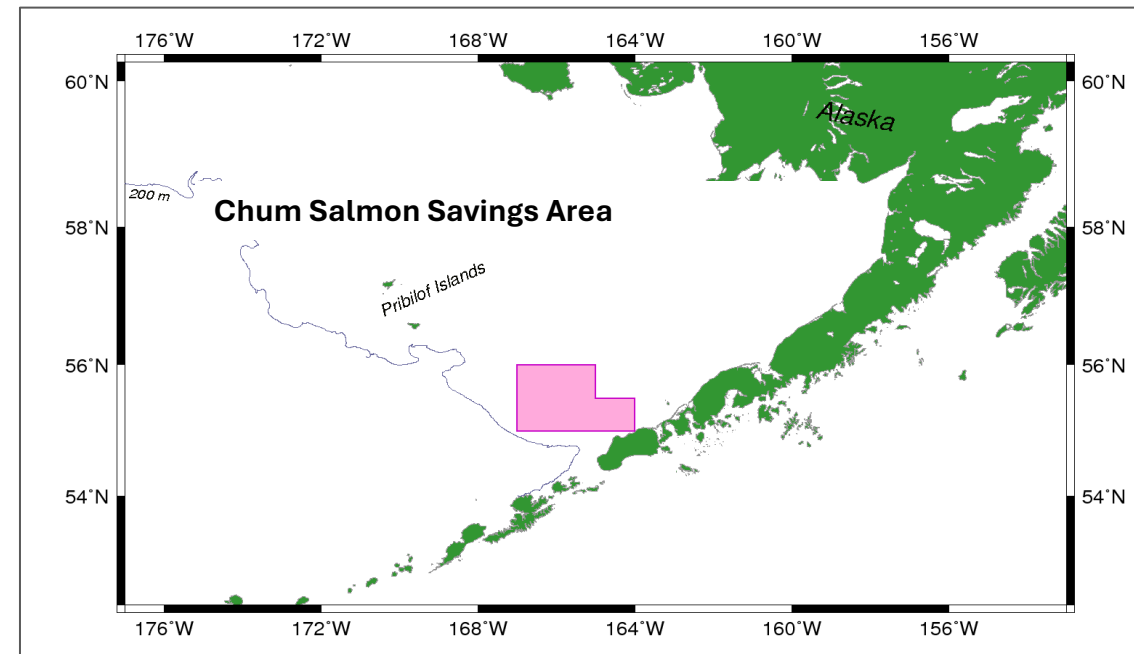 176°W 172°W 168°W 164°W 160°W 156°W
60°N 60°N
Alaska
200 m
Chum Salmon Savings Area
58°N 58°N
Pribilof Islands
56°N 56°N
54°N 54°N
176°W 172°W 168°W 164°W 160°W 156°W